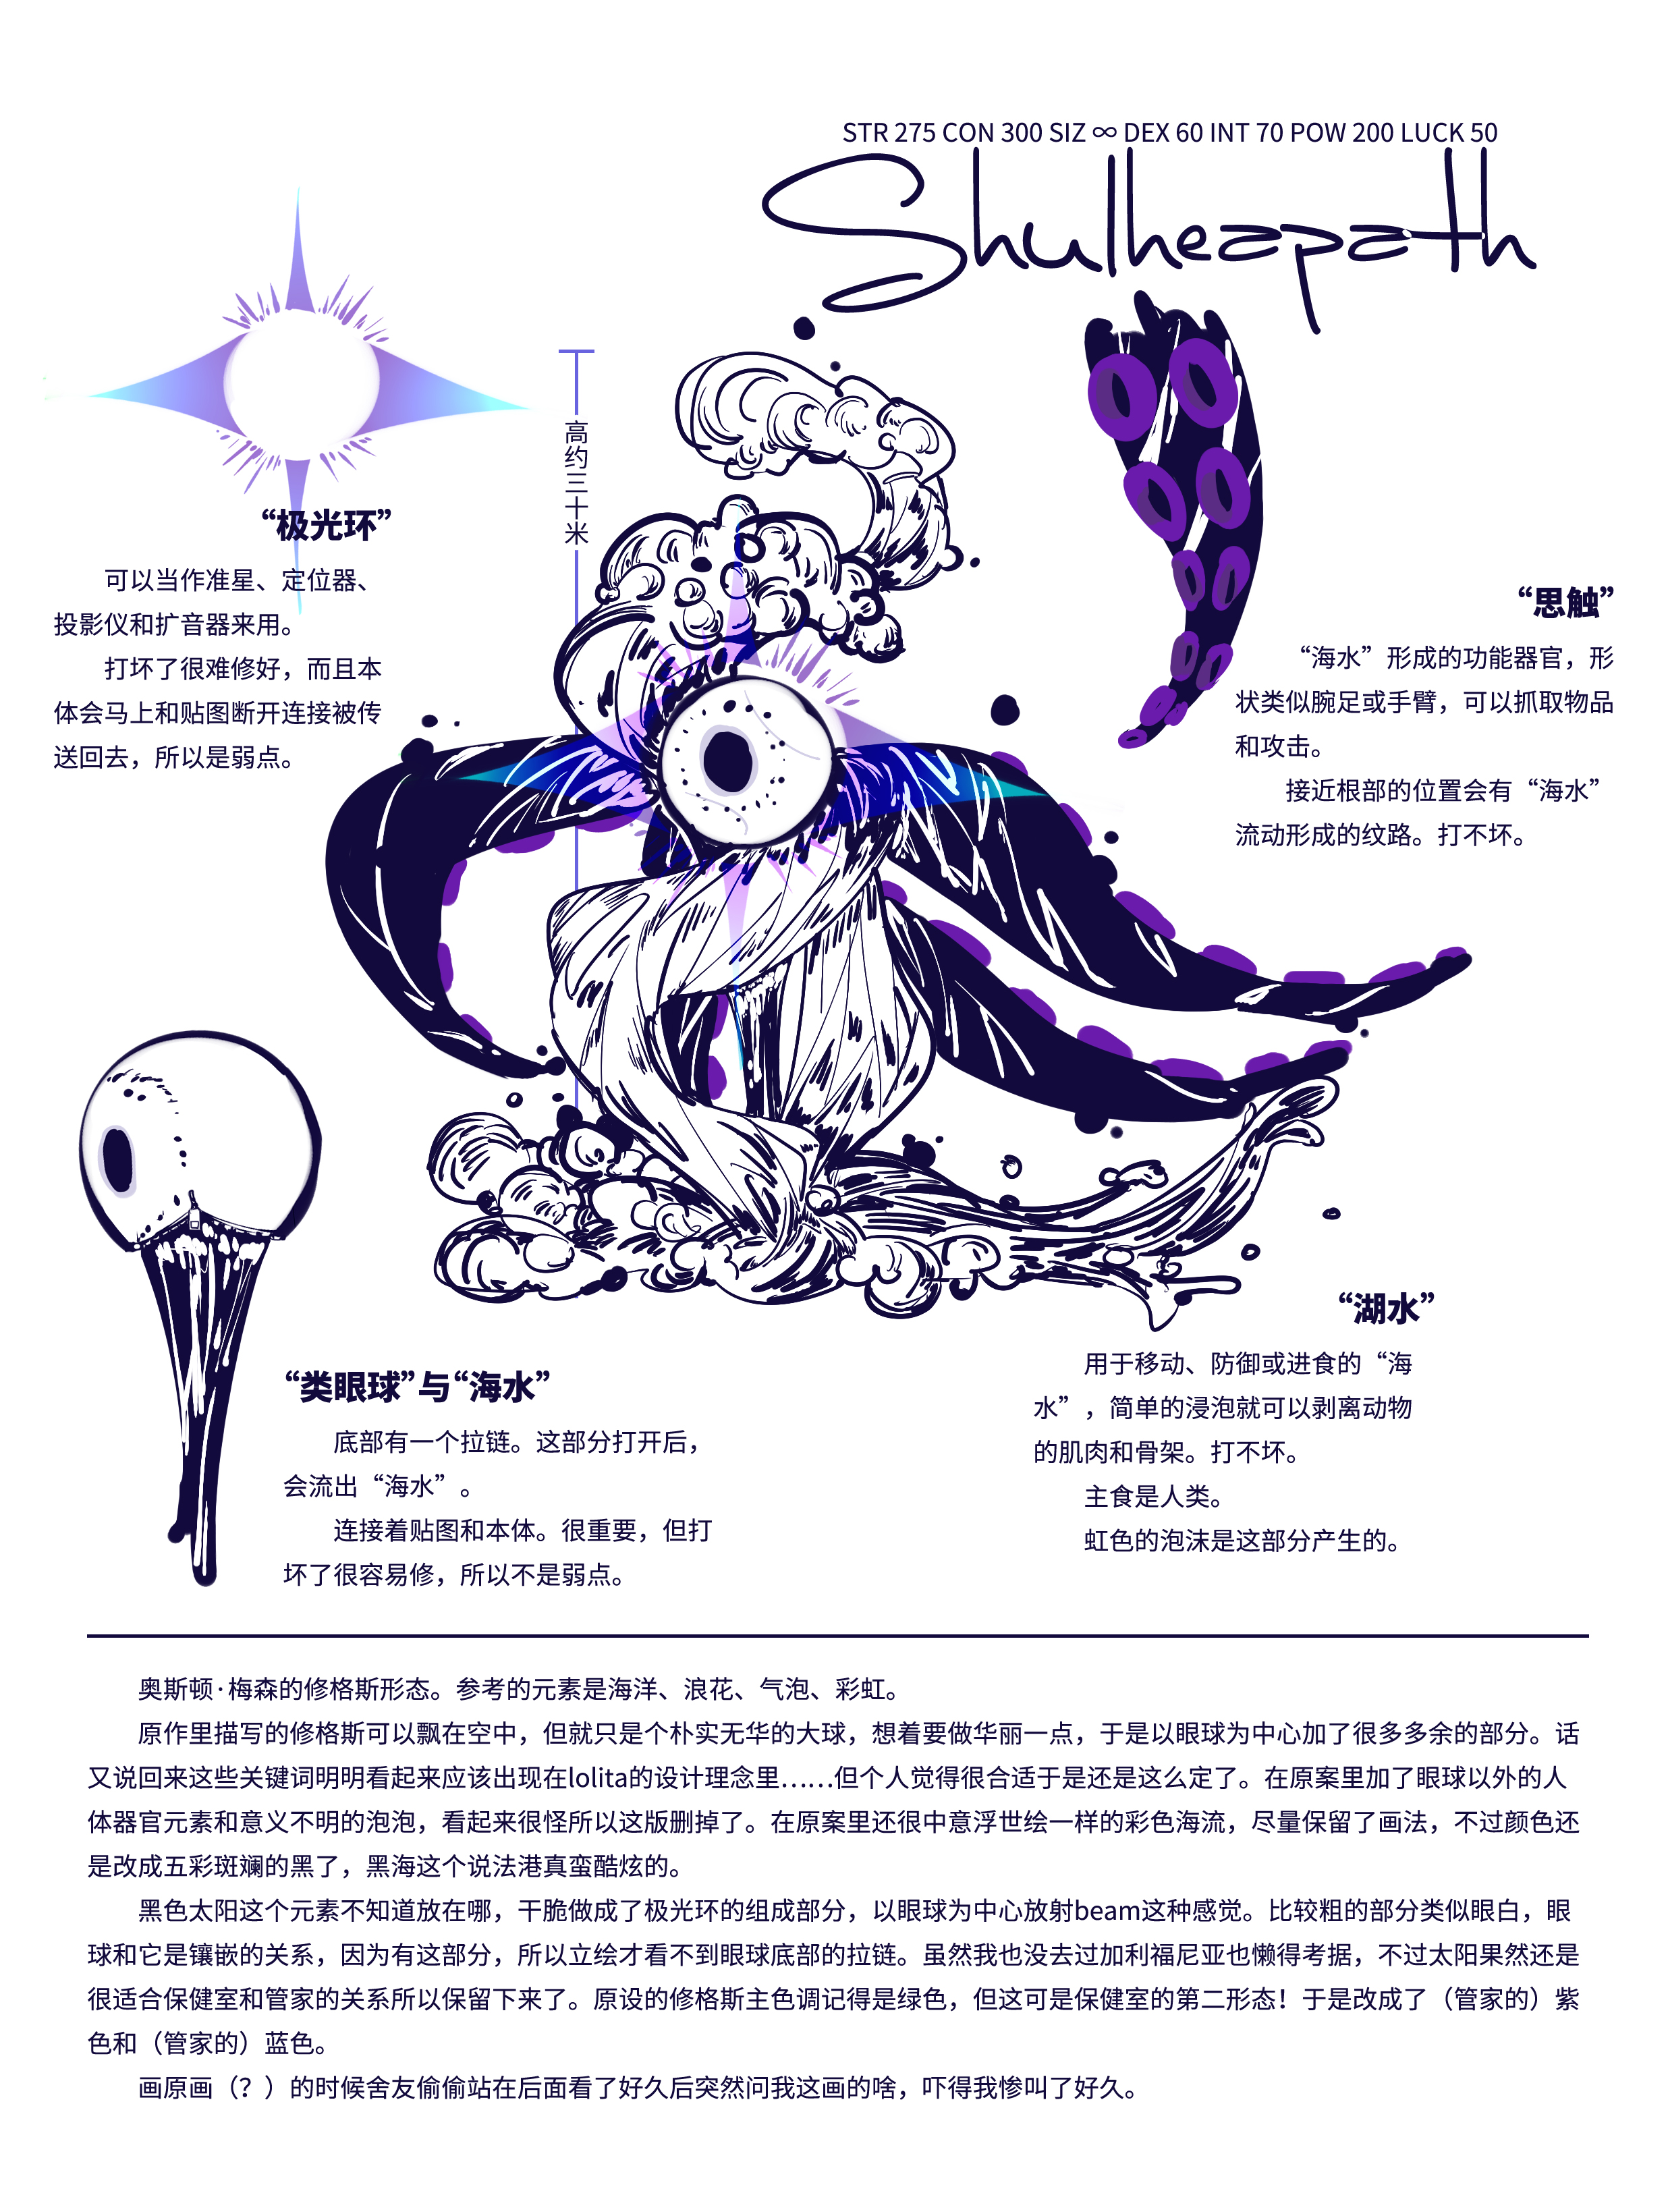 STR 275 CON 300 SIZ ∞ DEX 60 INT 70 POW 200 LUCK 50
Shulheapath
高约三十米
“极光环”
可以当作准星、定位器、
投影仪和扩音器来用。
打坏了很难修好，而且本
体会马上和贴图断开连接被传
送回去，所以是弱点。
“思触”
“海水”形成的功能器官，形
状类似腕足或手臂，可以抓取物品
和攻击。
接近根部的位置会有“海水”
流动形成的纹路。打不坏。
“湖水”
用于移动、防御或进食的“海
水”，简单的浸泡就可以剥离动物
的肌肉和骨架。打不坏。
主食是人类。
虹色的泡沫是这部分产生的。
“类眼球”与“海水”
底部有一个拉链。这部分打开后，
会流出“海水”。
连接着贴图和本体。很重要，但打
坏了很容易修，所以不是弱点。
奥斯顿·梅森的修格斯形态。参考的元素是海洋、浪花、气泡、彩虹。
原作里描写的修格斯可以飘在空中，但就只是个朴实无华的大球，想着要做华丽一点，于是以眼球为中心加了很多多余的部分。话
又说回来这些关键词明明看起来应该出现在lolita的设计理念里……但个人觉得很合适于是还是这么定了。在原案里加了眼球以外的人
体器官元素和意义不明的泡泡，看起来很怪所以这版删掉了。在原案里还很中意浮世绘一样的彩色海流，尽量保留了画法，不过颜色还
是改成五彩斑斓的黑了，黑海这个说法港真蛮酷炫的。
黑色太阳这个元素不知道放在哪，干脆做成了极光环的组成部分，以眼球为中心放射beam这种感觉。比较粗的部分类似眼白，眼
球和它是镶嵌的关系，因为有这部分，所以立绘才看不到眼球底部的拉链。虽然我也没去过加利福尼亚也懒得考据，不过太阳果然还是
很适合保健室和管家的关系所以保留下来了。原设的修格斯主色调记得是绿色，但这可是保健室的第二形态！于是改成了（管家的）紫
色和（管家的）蓝色。
画原画（？）的时候舍友偷偷站在后面看了好久后突然问我这画的啥，吓得我惨叫了好久。